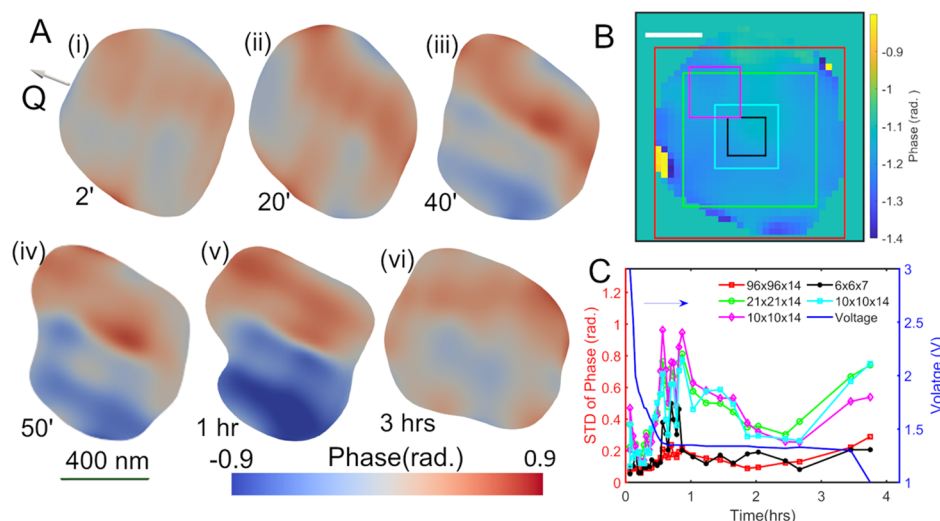 A
(i)
(ii)
(iii)
Q
2'
20'
40'
(iv)
(v)
(vi)
50'
1 hr
3 hrs
400 nm
-0.9
Phase(rad.)
0.9
B
-0.9
-1
-1.1
-1.2
-1.3
-1.4
Phase (rad.)
C
96x96x14
6x6x7
21x21x14
10x10x14
10x10x14
Voltage
STD of Phase (rad.)
1.2
1
0.8
0.6
0.4
0.2
0
0
1
2
3
4
Time(hrs)
3
2.5
2
1.5
1
Volatge (V)